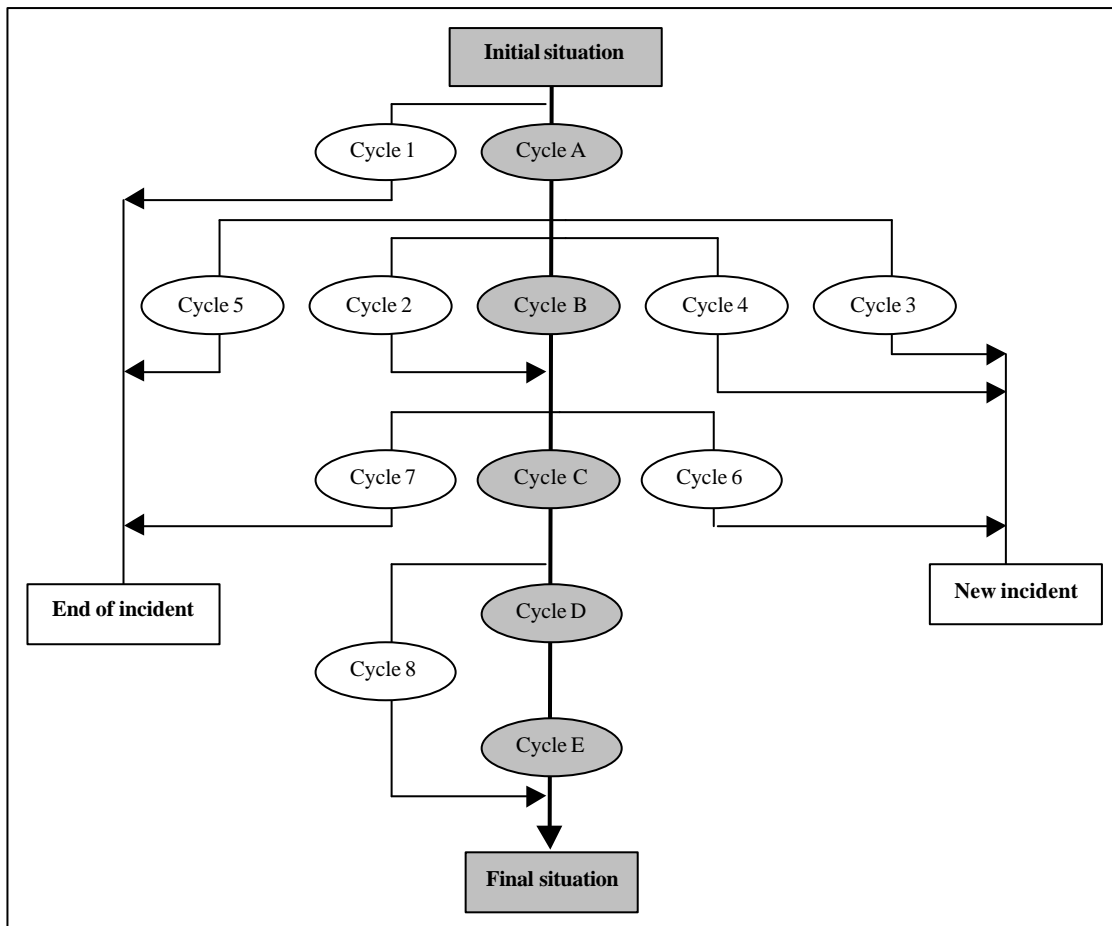 Initial situation
Cycle 1
Cycle A
Cycle 5
Cycle 2
Cycle B
Cycle 4
Cycle 3
Cycle 7
Cycle C
Cycle 6
End of incident
Cycle D
New incident
Cycle 8
Cycle E
Final situation